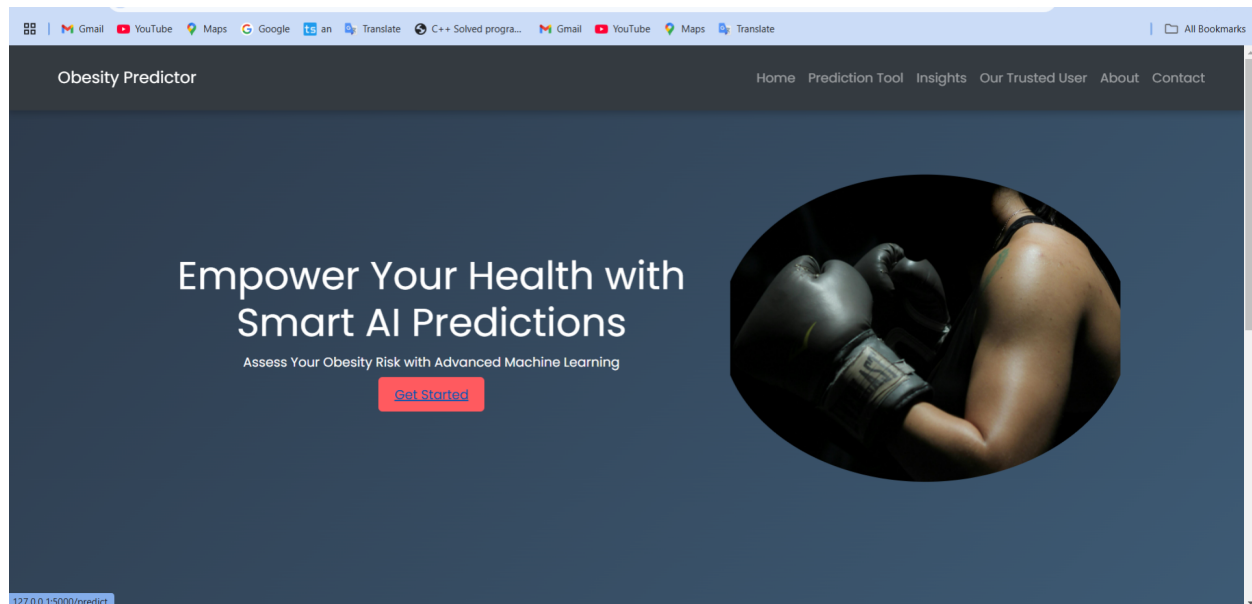 Gmail YouTube Maps Google ts an Translate C++ Solved progra... Gmail YouTube Maps Translate All Bookmarks
Obesity Predictor Home Prediction Tool Insights Our Trusted User About Contact
Empower Your Health with
Smart AI Predictions
Assess Your Obesity Risk with Advanced Machine Learning
Get Started
127.0.0.1:5000/predict